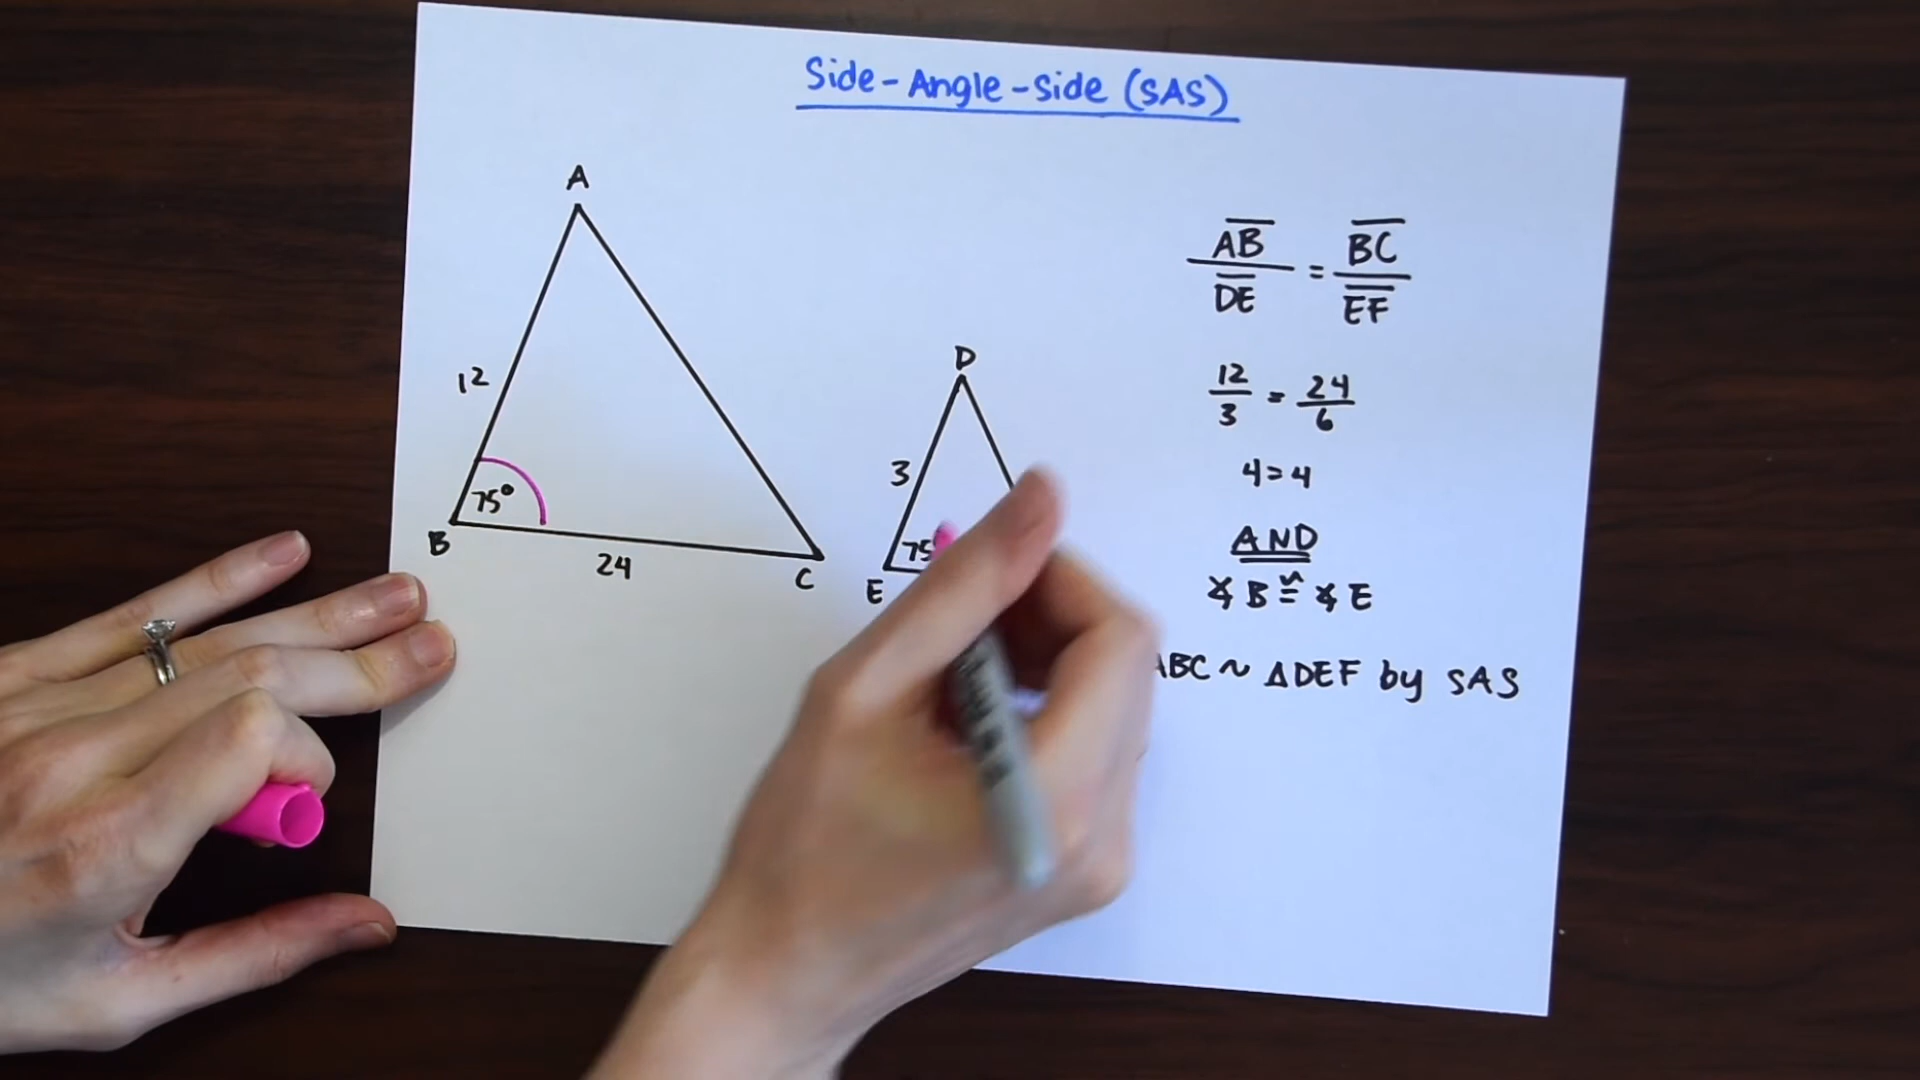 Side-Angle-Side (SAS)
A
12
75°
B
24
C
D
3
75
E
AB / DE = BC / EF
12 / 3 = 24 / 6
4=4
AND
∡ B ≅ ∡ E
ABC ~ ΔDEF by SAS